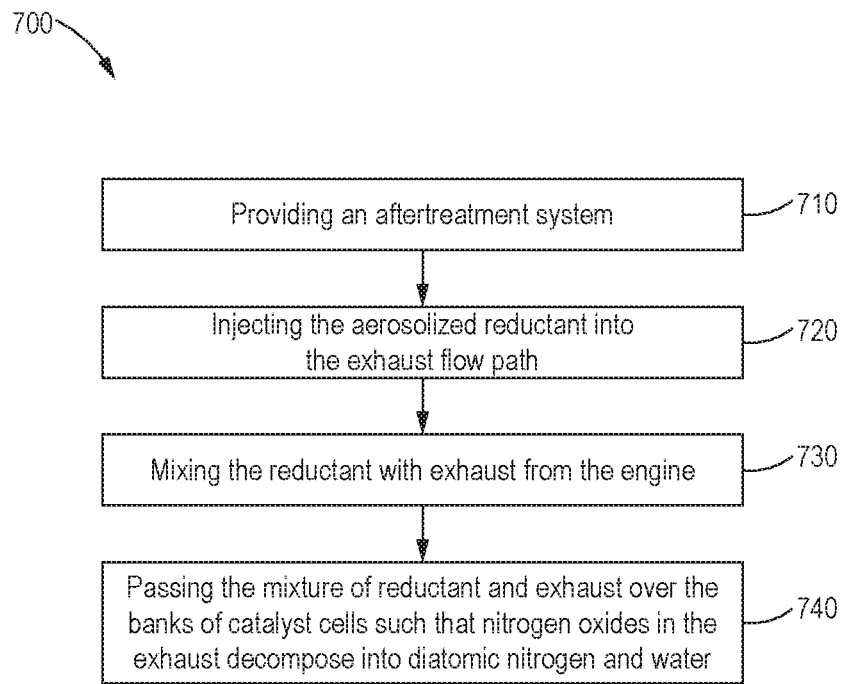 700
Providing an aftertreatment system
710
Injecting the aerosolized reductant into
the exhaust flow path
720
Mixing the reductant with exhaust from the engine
730
Passing the mixture of reductant and exhaust over the
banks of catalyst cells such that nitrogen oxides in the
exhaust decompose into diatomic nitrogen and water
740